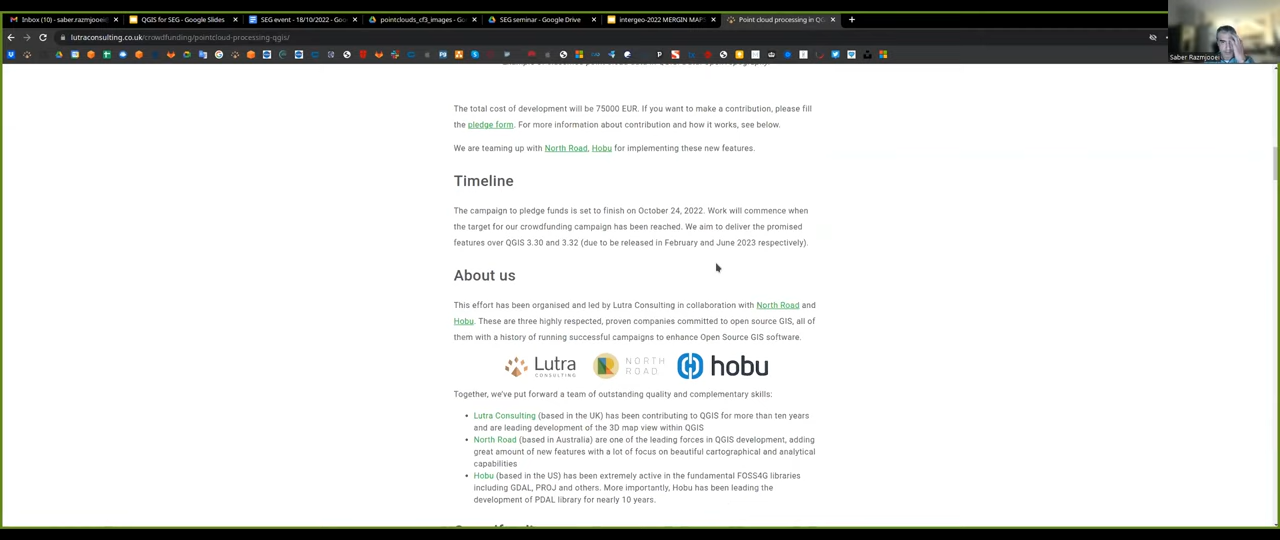 Inbox (10) - saber.razmjooei
QGIS for SEG - Google Slides
SEG event - 18/10/2022 - G
pointclouds_cf3_images - G
SEG seminar - Google Drive
intergeo-2022 MERGIN MAPS
Point cloud processing in QG
lutraconsulting.co.uk/crowdfunding/pointcloud-processing-qgis/
Saber Razmjooei
The total cost of development will be 75000 EUR. If you want to make a contribution, please fill
the pledge form. For more information about contribution and how it works, see below.
We are teaming up with North Road, Hobu for implementing these new features.
Timeline
The campaign to pledge funds is set to finish on October 24, 2022. Work will commence when
the target for our crowdfunding campaign has been reached. We aim to deliver the promised
features over QGIS 3.30 and 3.32 (due to be released in February and June 2023 respectively).
About us
This effort has been organised and led by Lutra Consulting in collaboration with North Road and
Hobu. These are three highly respected, proven companies committed to open source GIS, all of
them with a history of running successful campaigns to enhance Open Source GIS software.
Lutra CONSULTING NORTH ROAD hobu
Together, we've put forward a team of outstanding quality and complementary skills:
• Lutra Consulting (based in the UK) has been contributing to QGIS for more than ten years
and are leading development of the 3D map view within QGIS
• North Road (based in Australia) are one of the leading forces in QGIS development, adding
great amount of new features with a lot of focus on beautiful cartographical and analytical
capabilities
• Hobu (based in the US) has been extremely active in the fundamental FOSS4G libraries
including GDAL, PROJ and others. More importantly, Hobu has been leading the
development of PDAL library for nearly 10 years.